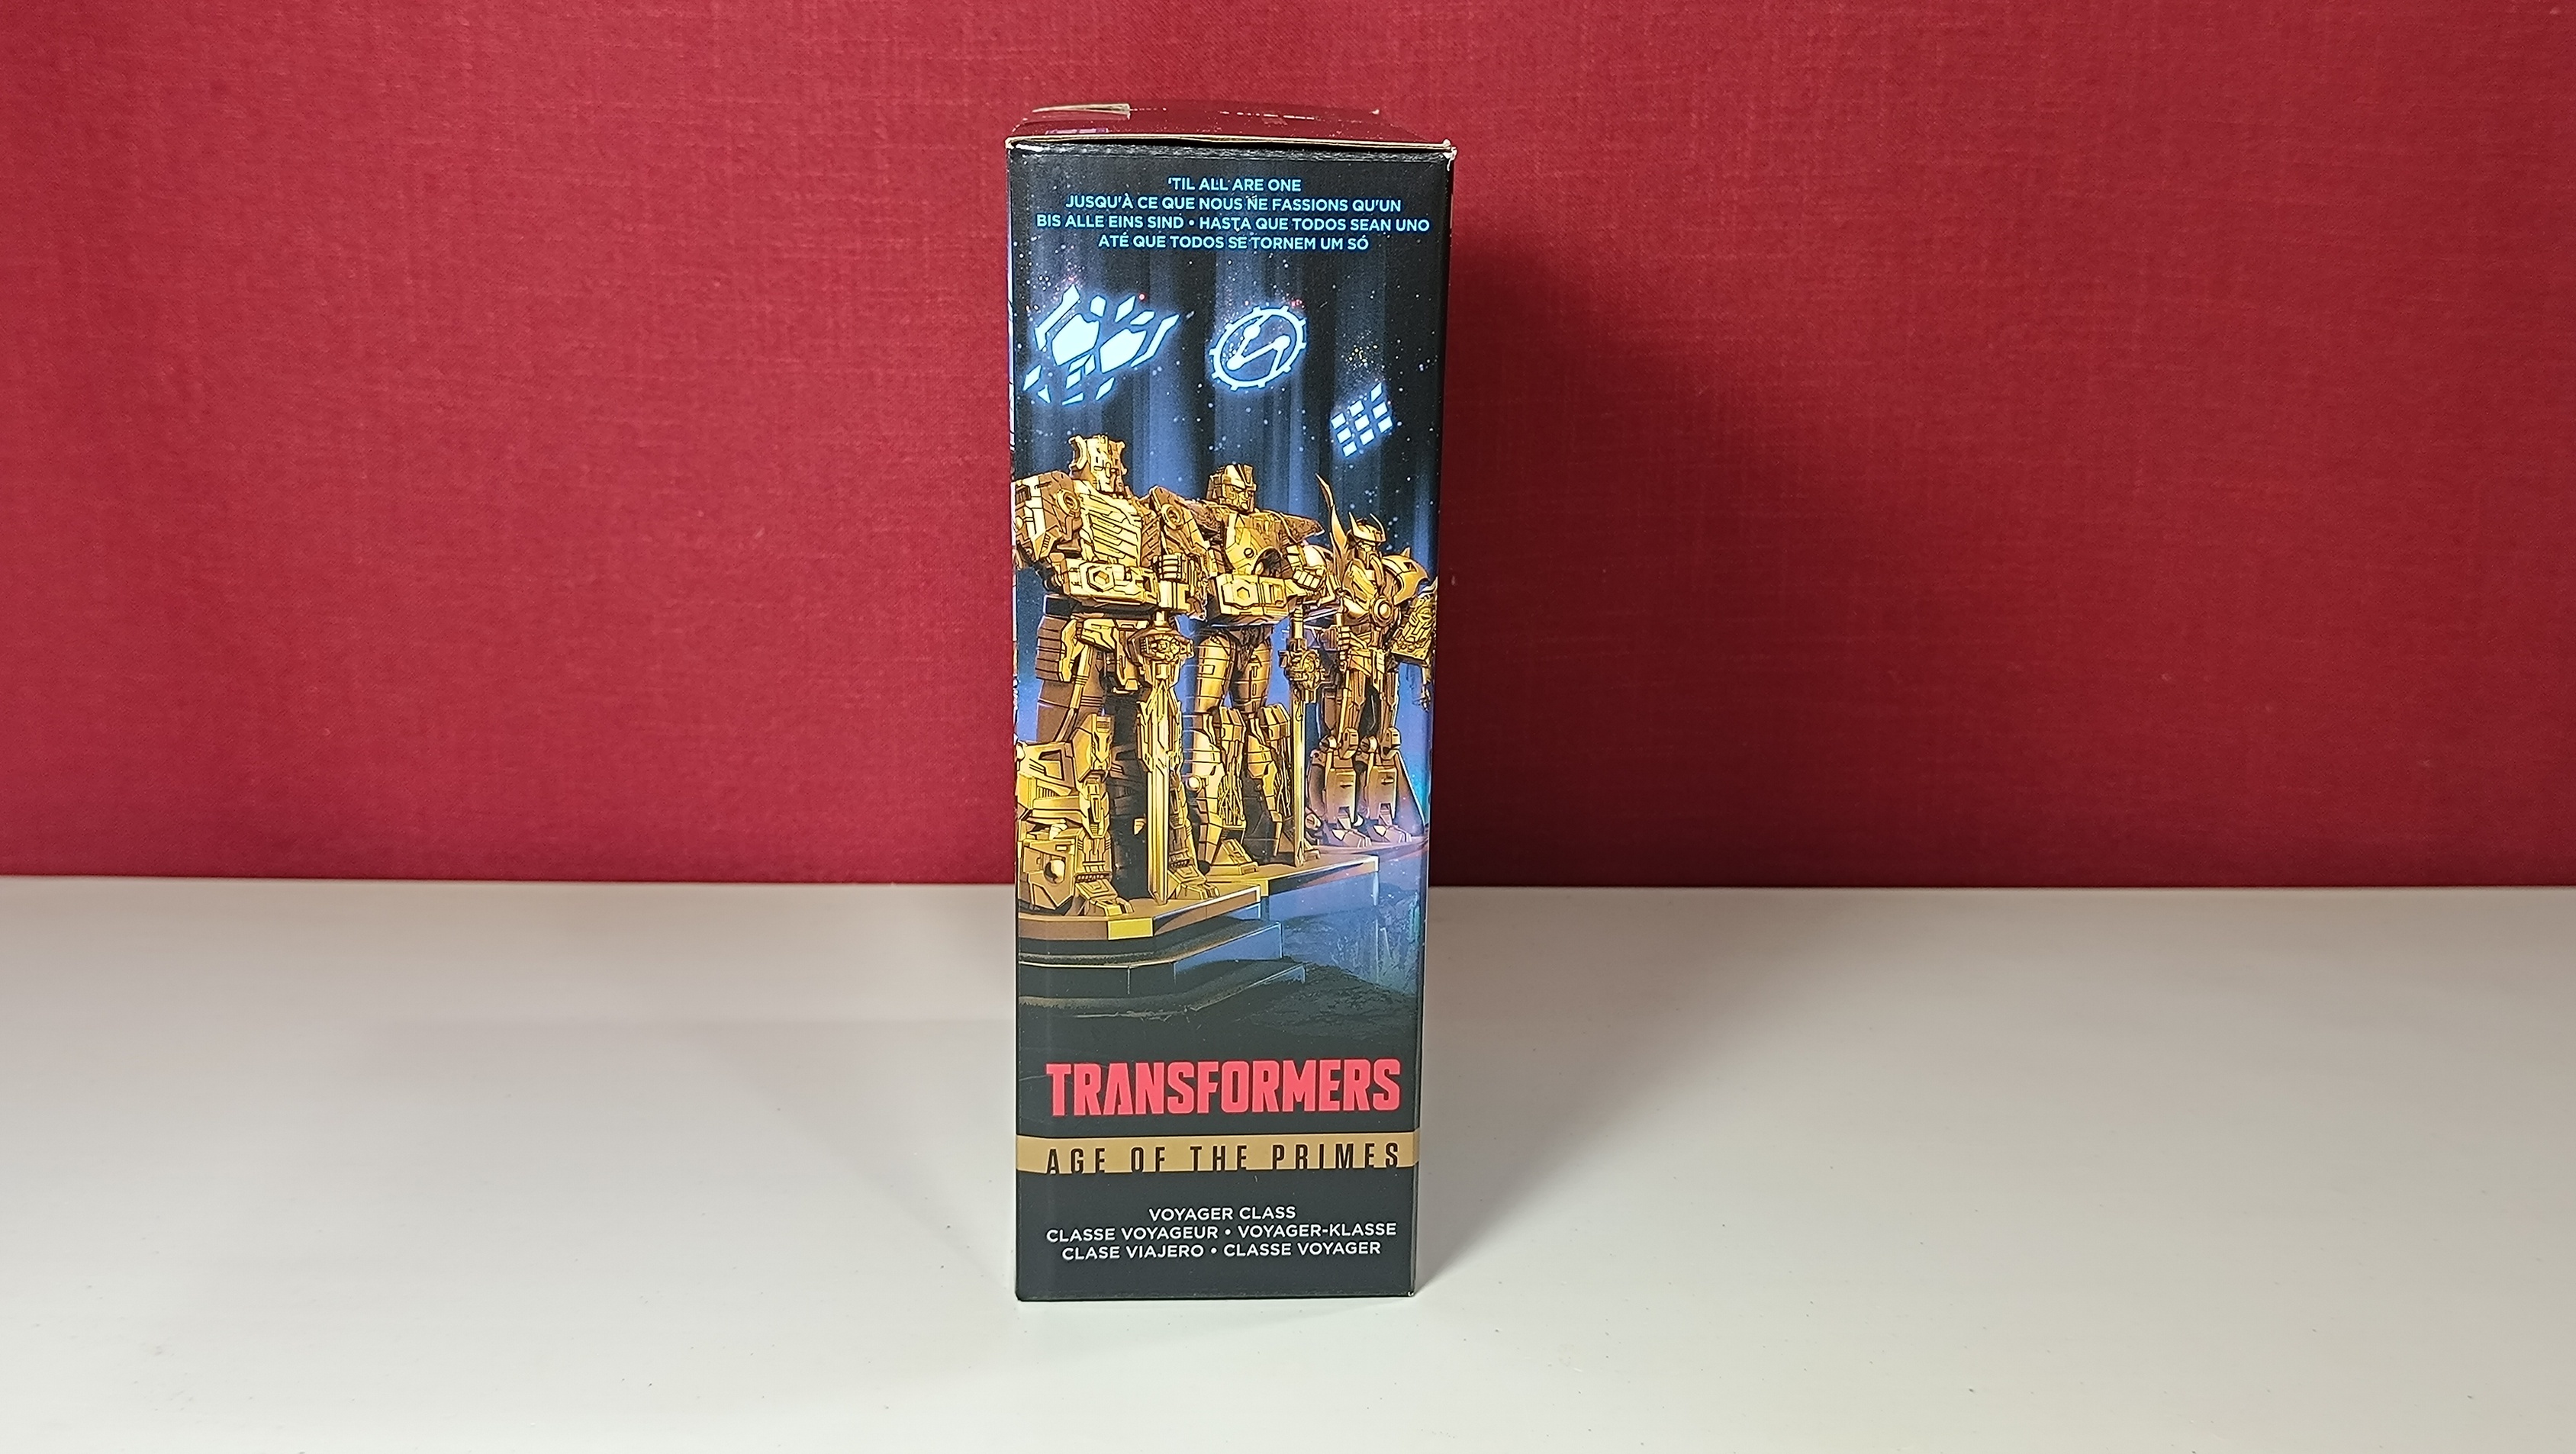 'TIL ALL ARE ONE
JUSQU'À CE QUE NOUS NE FASSIONS QU'UN
BIS ALLE EINS SIND • HASTA QUE TODOS SEAN UNO
ATÉ QUE TODOS SE TORNEM UM SÓ
TRANSFORMERS
AGE OF THE PRIMES
VOYAGER CLASS
CLASSE VOYAGEUR • VOYAGER-KLASSE
CLASE VIAJERO • CLASSE VOYAGER